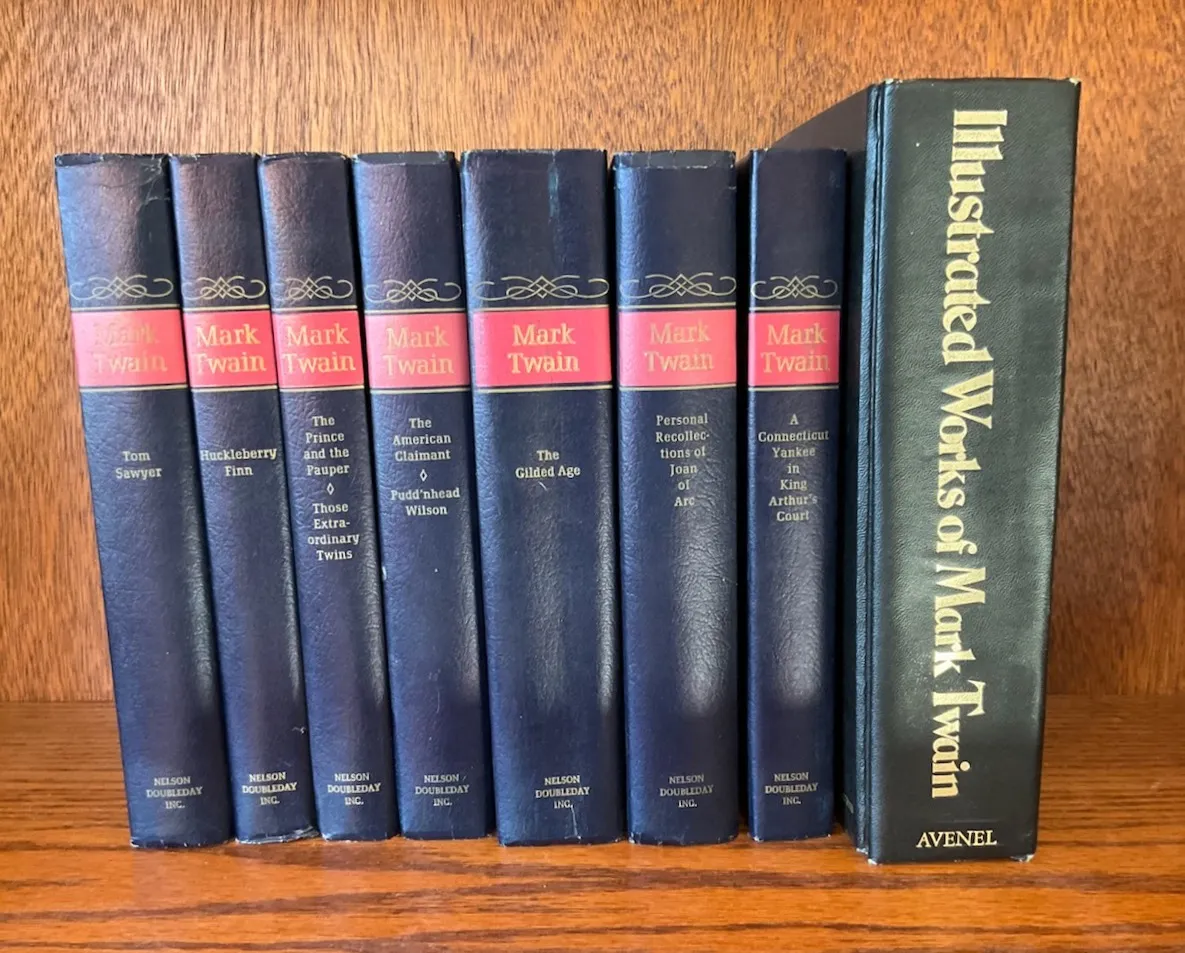 Mark
Twain
Tom
Sawyer
NELSON
DOUBLEDAY
INC.
Mark
Twain
Huckleberry
Finn
NELSON
DOUBLEDAY
INC.
Mark
Twain
The
Prince
and the
Pauper
◊
Those
Extra-
ordinary
Twins
NELSON
DOUBLEDAY
INC.
Mark
Twain
The
American
Claimant
◊
Pudd'nhead
Wilson
NELSON
DOUBLEDAY
INC.
Mark
Twain
The
Gilded Age
NELSON
DOUBLEDAY
INC.
Mark
Twain
Personal
Recollec-
tions of
Joan
of
Arc
NELSON
DOUBLEDAY
INC.
Mark
Twain
A
Connecticut
Yankee
in
King
Arthur's
Court
NELSON
DOUBLEDAY
INC.
Illustrated Works of Mark Twain
AVENEL